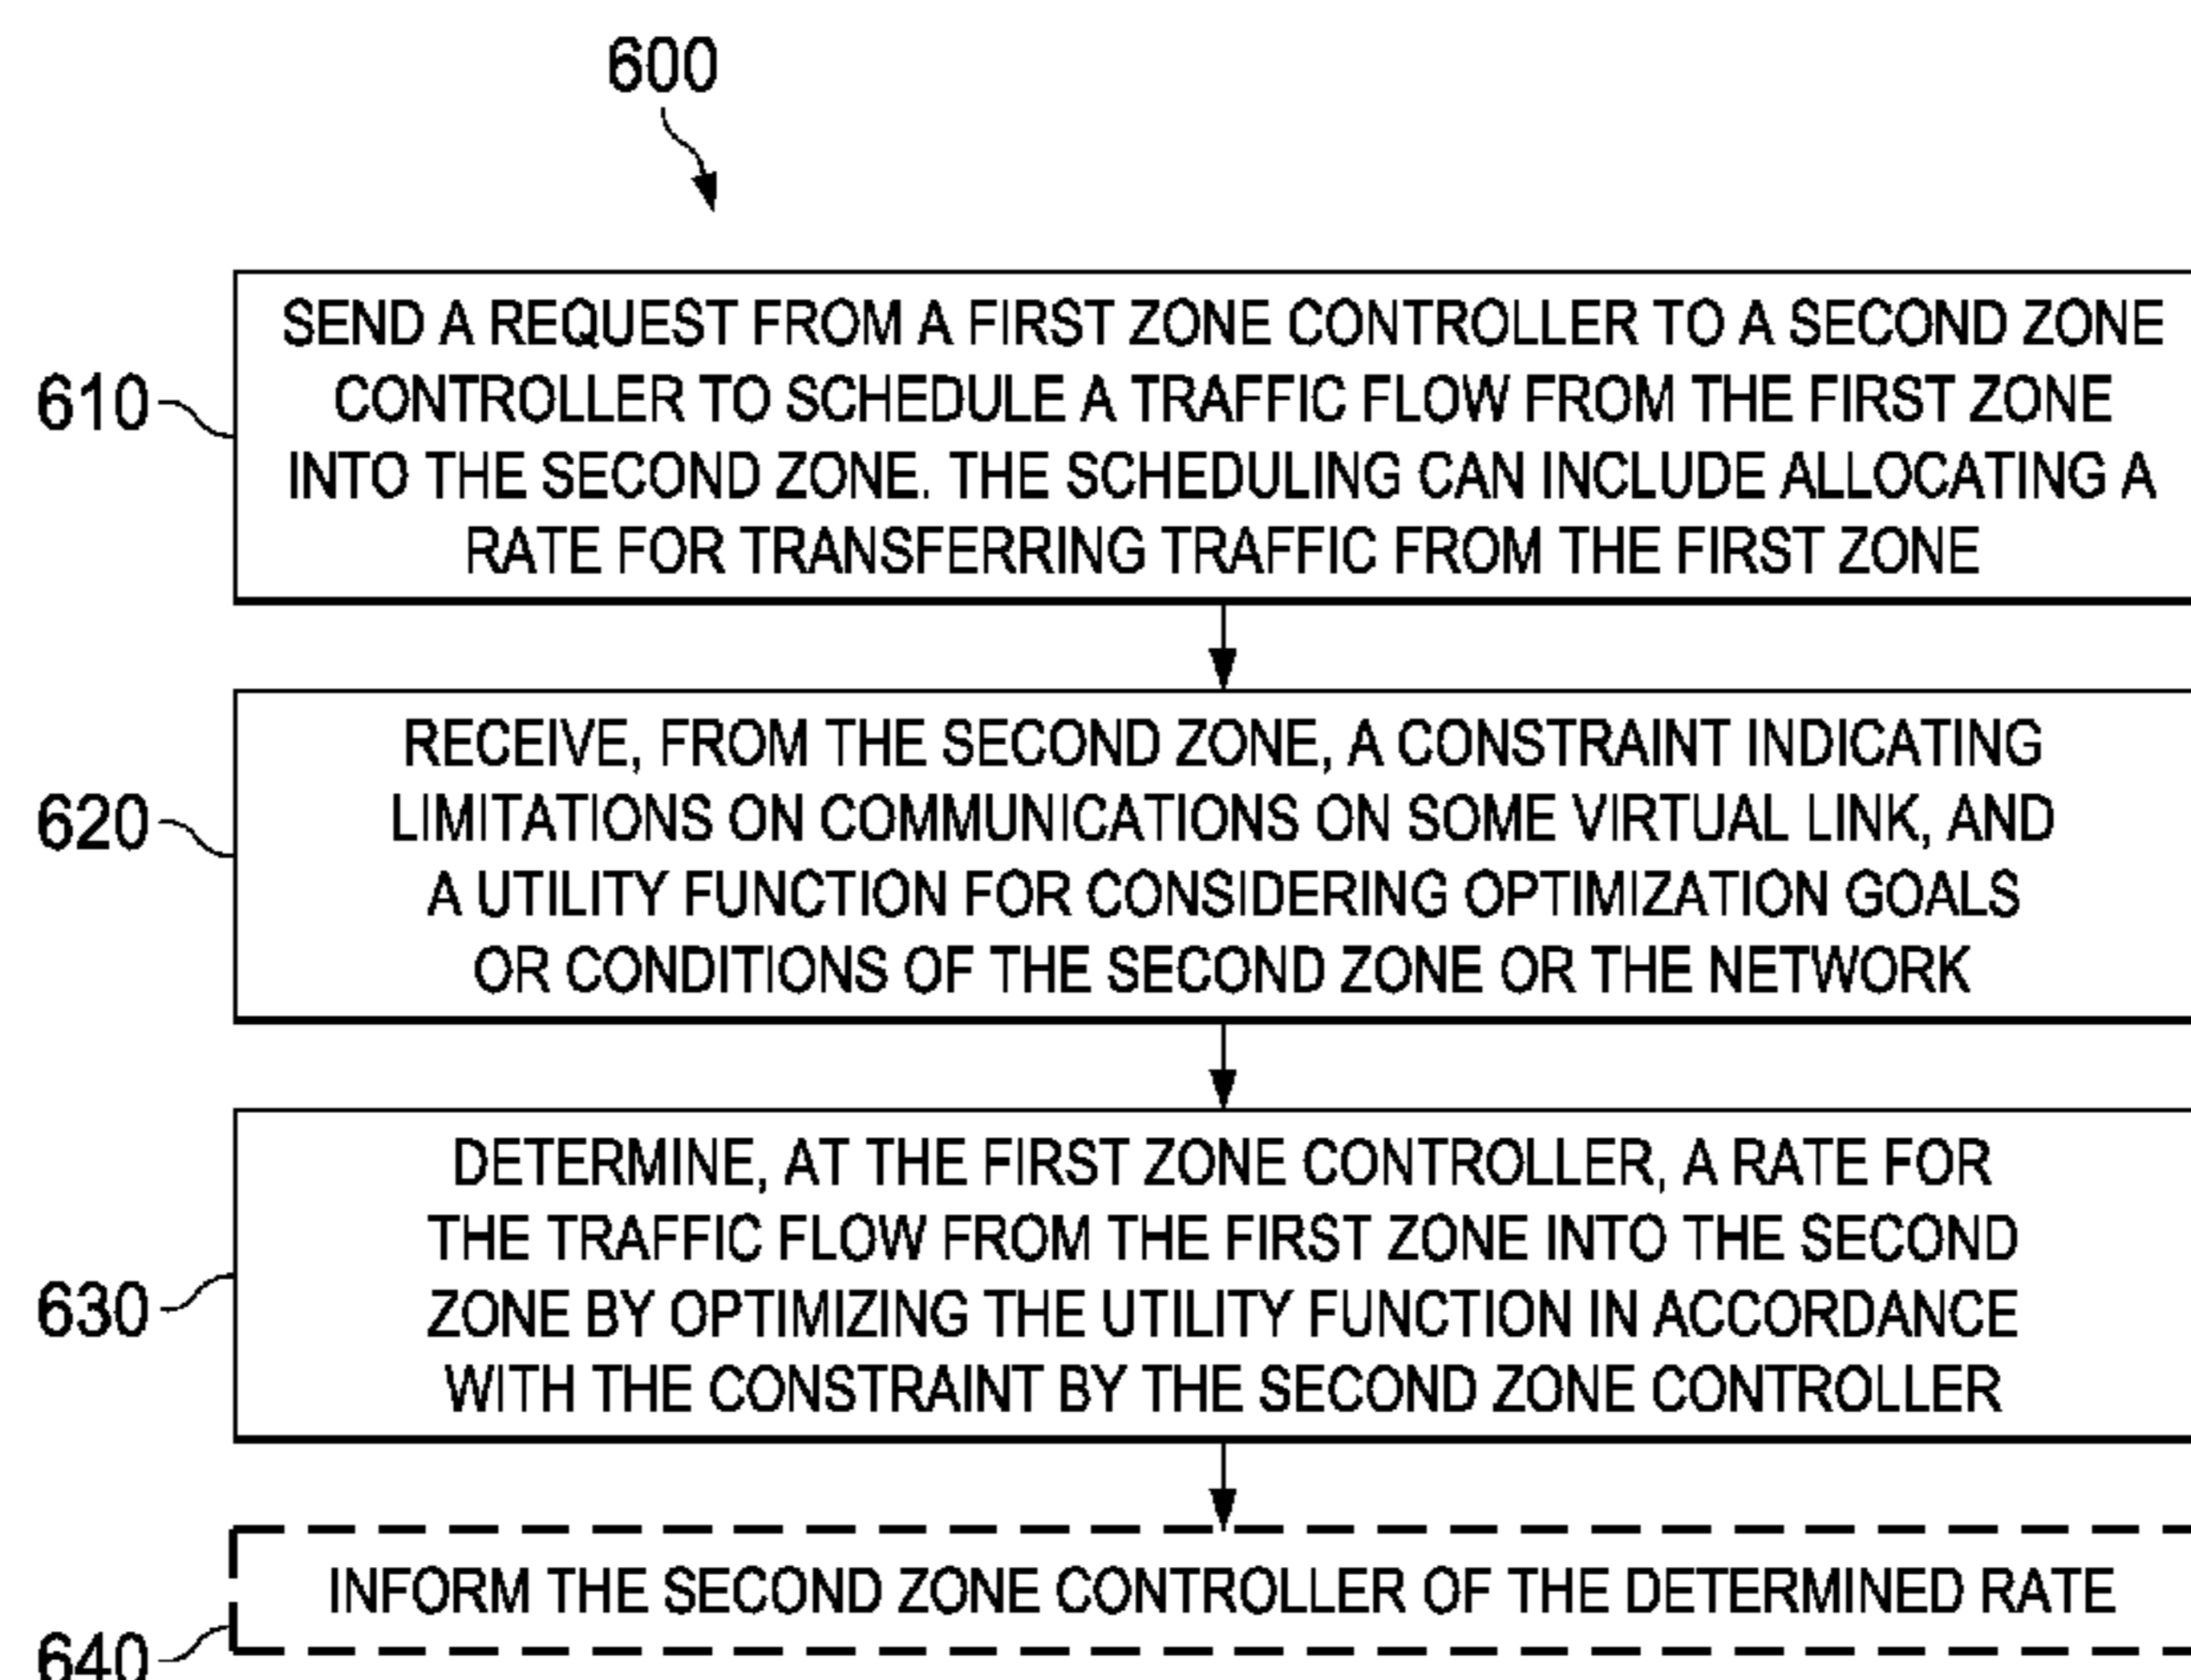 600
610
SEND A REQUEST FROM A FIRST ZONE CONTROLLER TO A SECOND ZONE
CONTROLLER TO SCHEDULE A TRAFFIC FLOW FROM THE FIRST ZONE
INTO THE SECOND ZONE. THE SCHEDULING CAN INCLUDE ALLOCATING A
RATE FOR TRANSFERRING TRAFFIC FROM THE FIRST ZONE
620
RECEIVE, FROM THE SECOND ZONE, A CONSTRAINT INDICATING
LIMITATIONS ON COMMUNICATIONS ON SOME VIRTUAL LINK, AND
A UTILITY FUNCTION FOR CONSIDERING OPTIMIZATION GOALS
OR CONDITIONS OF THE SECOND ZONE OR THE NETWORK
630
DETERMINE, AT THE FIRST ZONE CONTROLLER, A RATE FOR
THE TRAFFIC FLOW FROM THE FIRST ZONE INTO THE SECOND
ZONE BY OPTIMIZING THE UTILITY FUNCTION IN ACCORDANCE
WITH THE CONSTRAINT BY THE SECOND ZONE CONTROLLER
640
INFORM THE SECOND ZONE CONTROLLER OF THE DETERMINED RATE